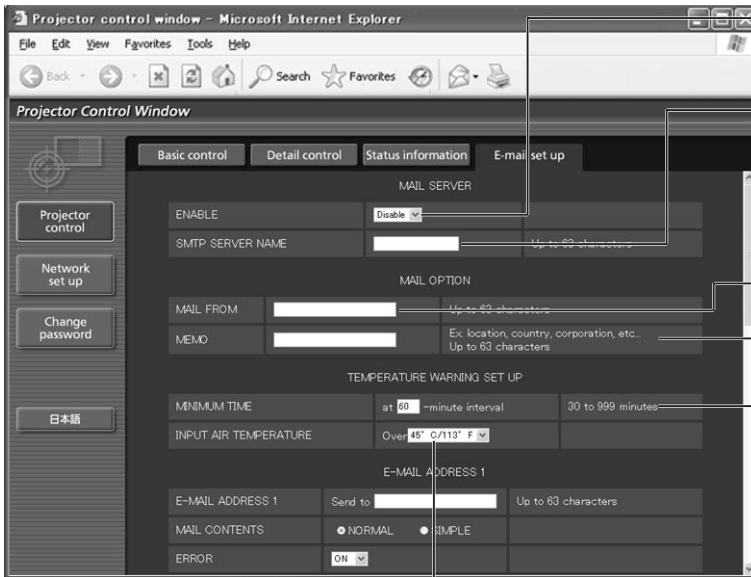 Projector control window - Microsoft Internet Explorer
File Edit View Favorites Tools Help
Back Search Favorites
Projector Control Window
Basic control Detail control Status information E-mail set up
MAIL SERVER
Projector control
ENABLE Disable
SMTP SERVER NAME Up to 63 characters
Network set up
MAIL OPTION
MAIL FROM Up to 63 characters
Change password
MEMO Ex. location, country, corporation, etc...
Up to 63 characters
TEMPERATURE WARNING SET UP
MINIMUM TIME at 60 -minute interval 30 to 999 minutes
日本語
INPUT AIR TEMPERATURE Over 45° C/113° F
E-MAIL ADDRESS 1
E-MAIL ADDRESS 1 Send to Up to 63 characters
MAIL CONTENTS NORMAL SIMPLE
ERROR ON